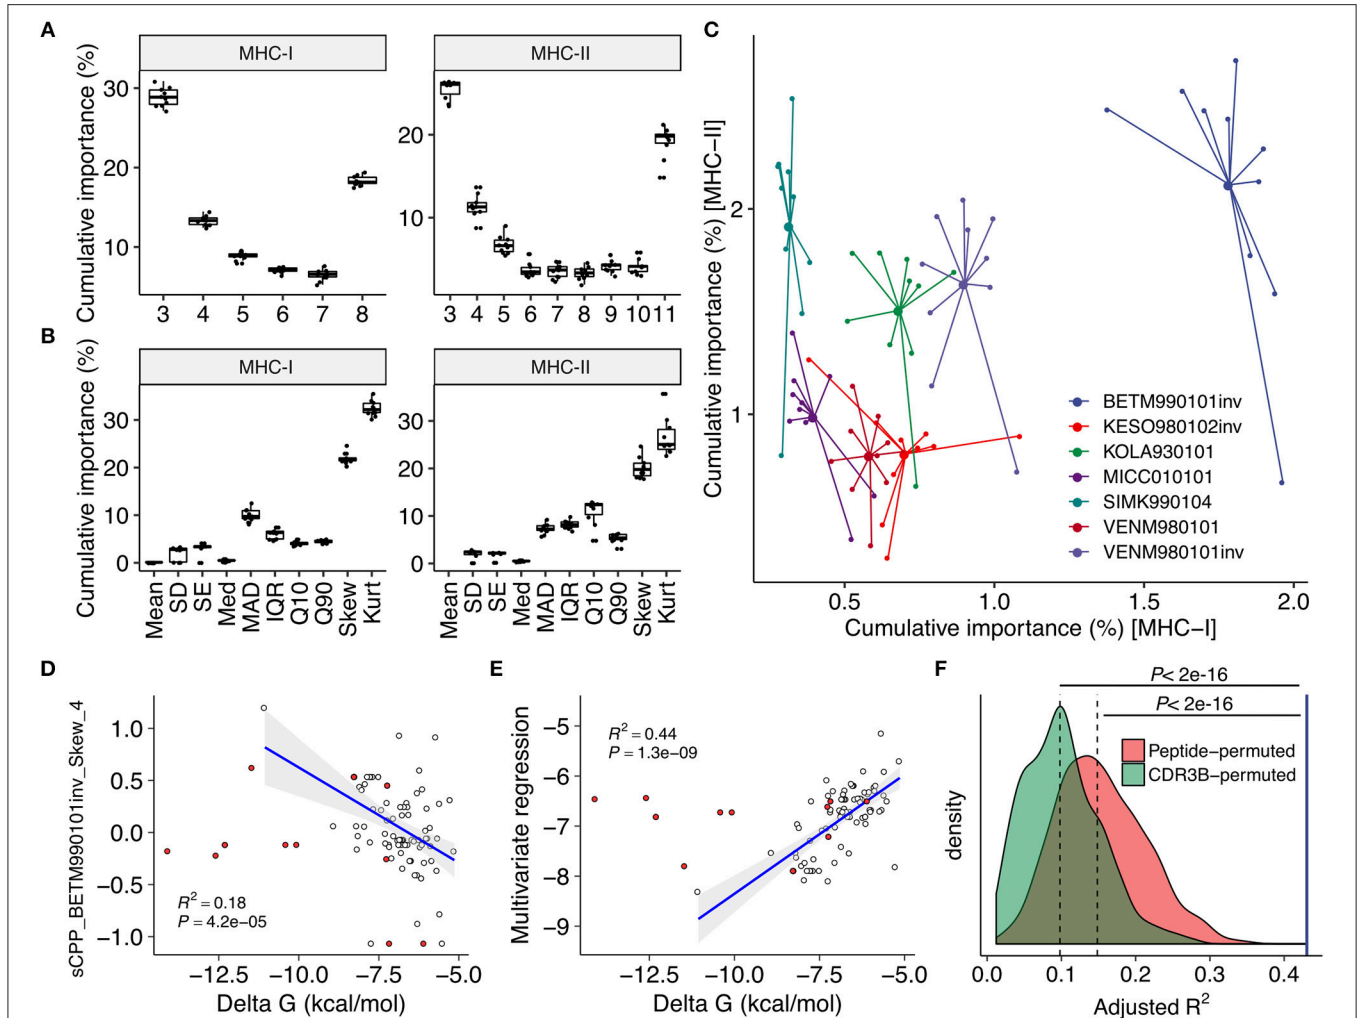 A
MHC-I
MHC-II
Cumulative importance (%)
30
20
10
3 4 5 6 7 8
20
10
3 4 5 6 7 8 9 10 11
B
MHC-I
MHC-II
Cumulative importance (%)
30
20
10
0
Mean SD SE Med MAD IQR Q10 Q90 Skew Kurt
30
20
10
0
Mean SD SE Med MAD IQR Q10 Q90 Skew Kurt
C
Cumulative importance (%) [MHC−II]
2
1
BETM990101inv
KESO980102inv
KOLA930101
MICC010101
SIMK990104
VENM980101
VENM980101inv
0.5 1.0 1.5 2.0
Cumulative importance (%) [MHC−I]
D
sCPP_BETM990101inv_Skew_4
1.0
0.5
0.0
−0.5
−1.0
R² = 0.18
P = 4.2e−05
−12.5 −10.0 −7.5 −5.0
Delta G (kcal/mol)
E
Multivariate regression
−5
−6
−7
−8
−9
R² = 0.44
P = 1.3e−09
−12.5 −10.0 −7.5 −5.0
Delta G (kcal/mol)
F
P< 2e-16
P< 2e-16
Peptide−permuted
CDR3B−permuted
density
0.0 0.1 0.2 0.3 0.4
Adjusted R²